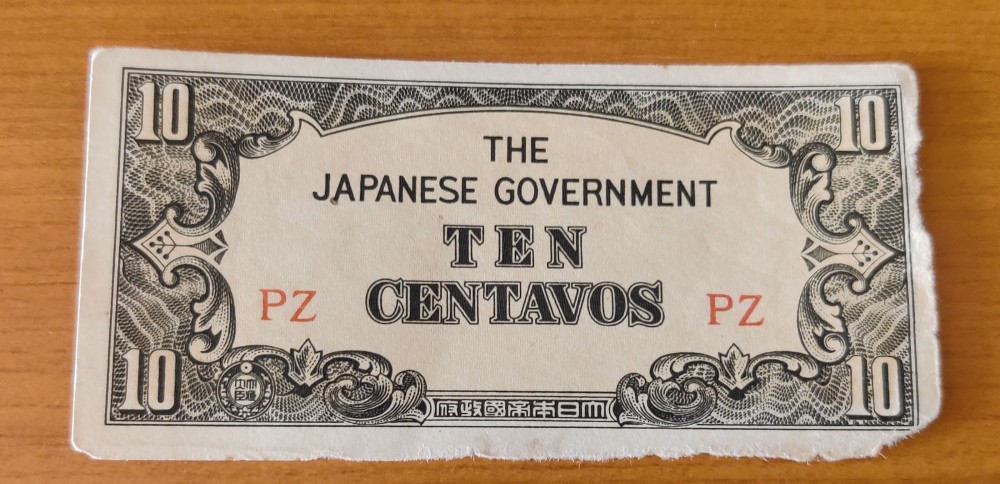 10 10
THE
JAPANESE GOVERNMENT
TEN
PZ CENTAVOS PZ
10 10
大日本帝國政府